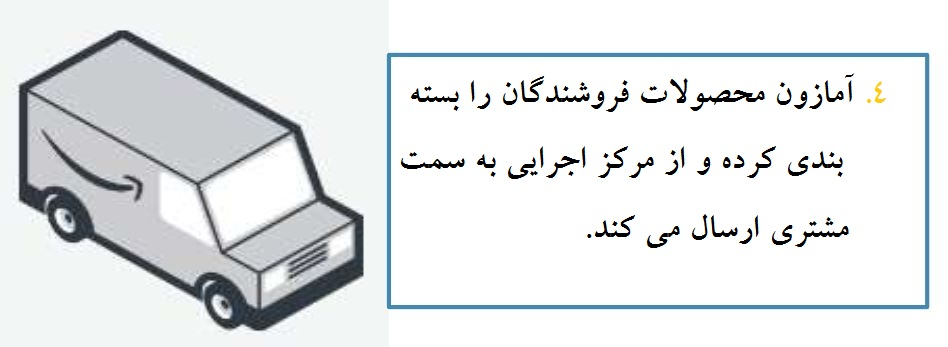 ٤. آمازون محصولات فروشندگان را بسته
بندی کرده و از مرکز اجرایی به سمت
مشتری ارسال می کند.